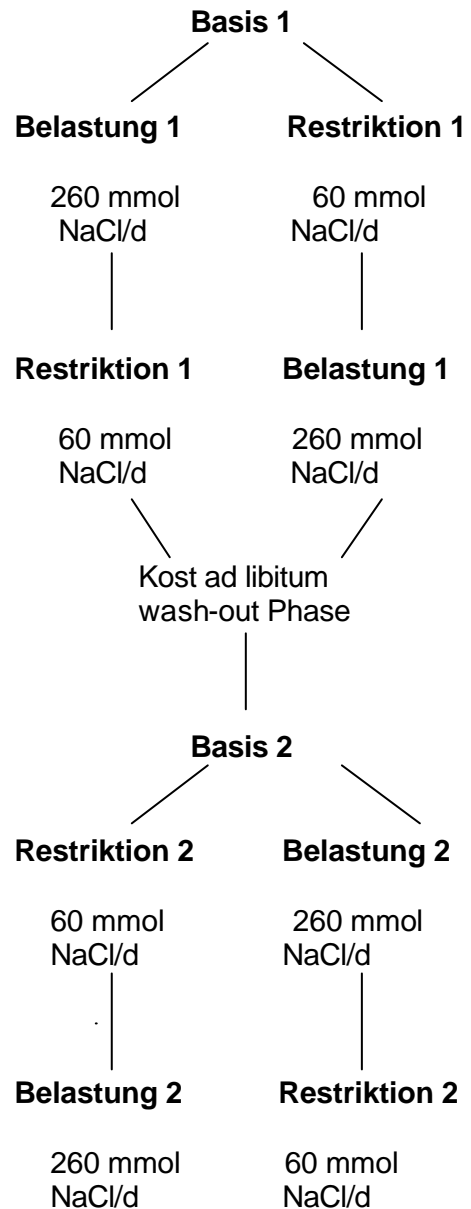 Basis 1
Belastung 1 Restriktion 1
260 mmol 60 mmol
NaCl/d NaCl/d
Restriktion 1 Belastung 1
60 mmol 260 mmol
NaCl/d NaCl/d
Kost ad libitum
wash-out Phase
Basis 2
Restriktion 2 Belastung 2
60 mmol 260 mmol
NaCl/d NaCl/d
Belastung 2 Restriktion 2
260 mmol 60 mmol
NaCl/d NaCl/d